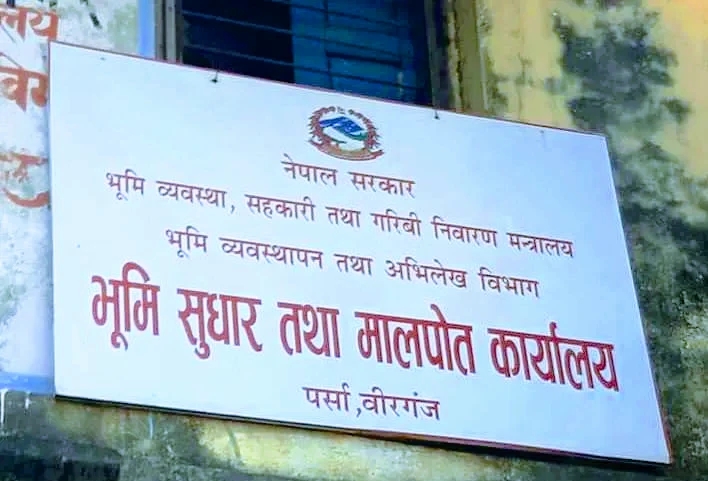 नेपाल सरकार
भूमि व्यवस्था, सहकारी तथा गरिबी निवारण मन्त्रालय
भूमि व्यवस्थापन तथा अभिलेख विभाग
भूमि सुधार तथा मालपोत कार्यालय
पर्सा,वीरगंज